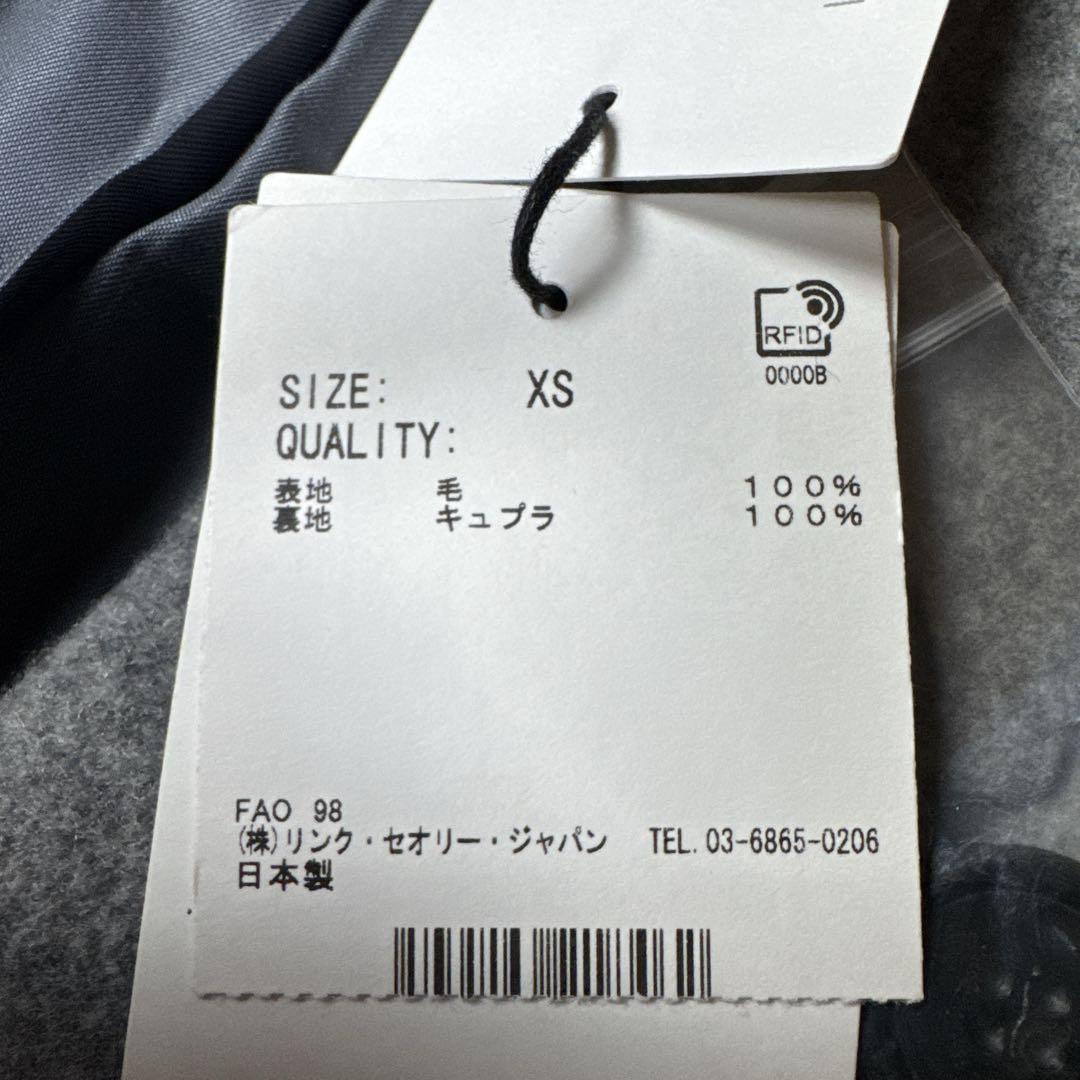 RFID
0000B
SIZE: XS
QUALITY:
表地 毛 100%
裏地 キュプラ 100%
FAO 98
(株)リンク・セオリー・ジャパン TEL. 03-6865-0206
日本製